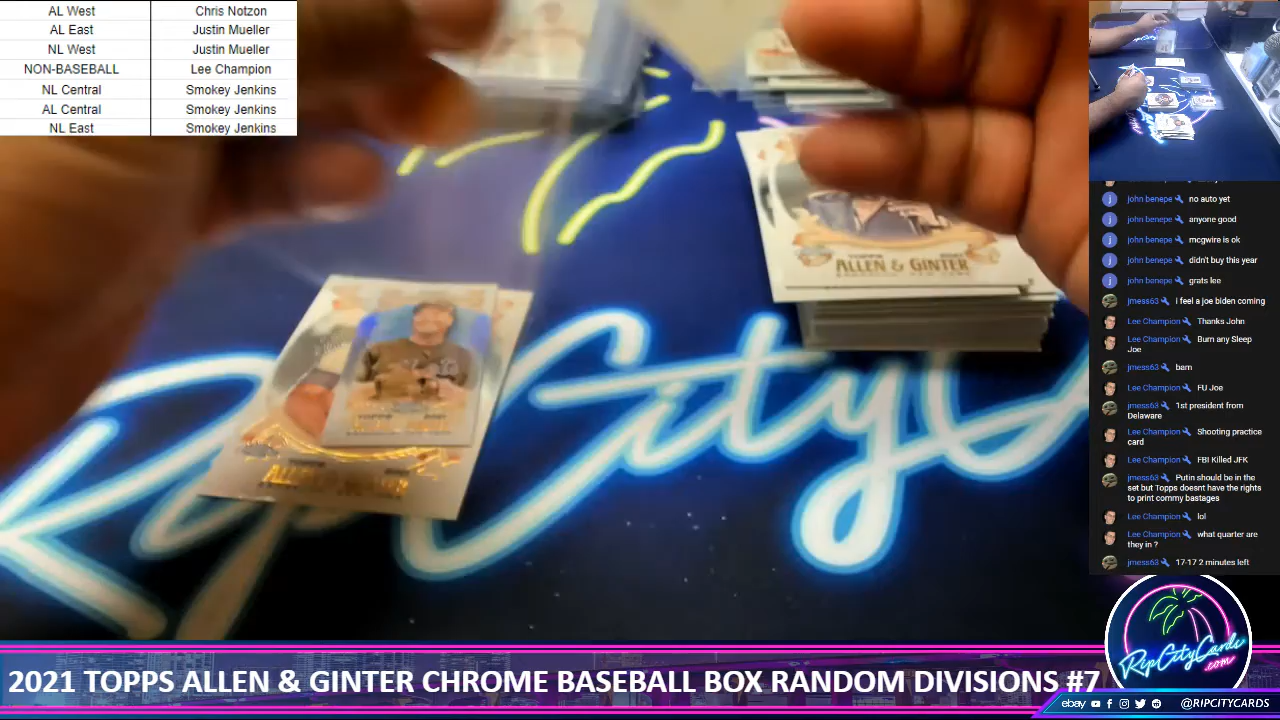 AL West Chris Notzon
AL East Justin Mueller
NL West Justin Mueller
NON-BASEBALL Lee Champion
NL Central Smokey Jenkins
AL Central Smokey Jenkins
NL East Smokey Jenkins
TOPPS 2021
ALLEN & GINTER
RipCity
john benepe no auto yet
john benepe anyone good
john benepe mcgwire is ok
john benepe didn't buy this year
john benepe grats lee
jmess63 i feel a joe biden coming
Lee Champion Thanks John
Lee Champion Burn any Sleep
Joe
jmess63 bam
Lee Champion FU Joe
jmess63 1st president from
Delaware
Lee Champion Shooting practice
card
Lee Champion FBI Killed JFK
jmess63 Putin should be in the
set but Topps doesnt have the rights
to print commy bastages
Lee Champion lol
Lee Champion what quarter are
they in ?
jmess63 17-17 2 minutes left
RipCityCards
.com
2021 TOPPS ALLEN & GINTER CHROME BASEBALL BOX RANDOM DIVISIONS #7
ebay @RIPCITYCARDS